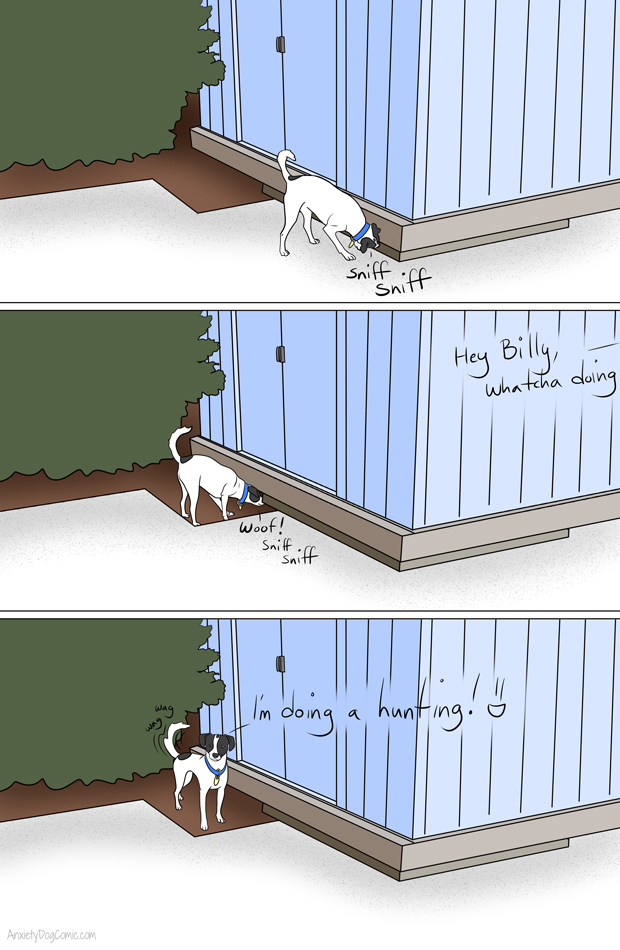 sniff
sniff
Hey Billy,
whatcha doing
woof!
sniff
sniff
wag
wag
I'm doing a hunting! :D
AnxietyDogComic.com